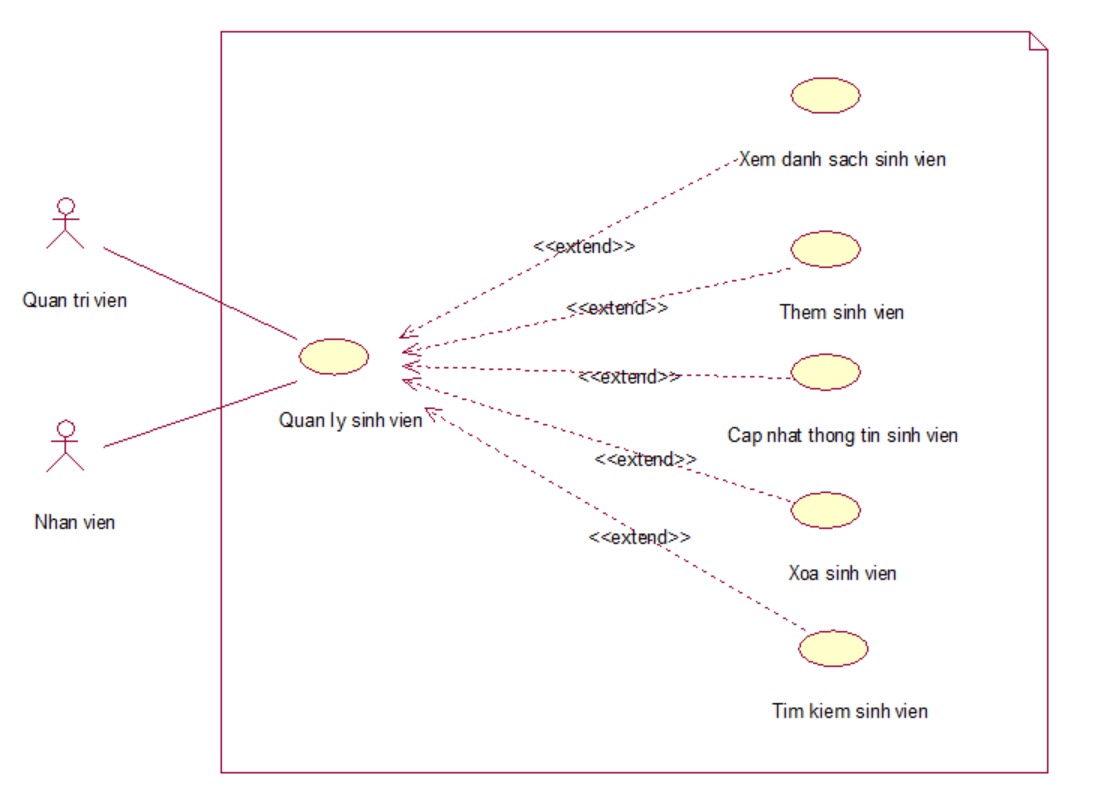 Xem danh sach sinh vien
<<extend>>
Quan tri vien
<<extend>>
Them sinh vien
<<extend>>
Quan ly sinh vien
Cap nhat thong tin sinh vien
<<extend>>
Nhan vien
<<extend>>
Xoa sinh vien
Tim kiem sinh vien